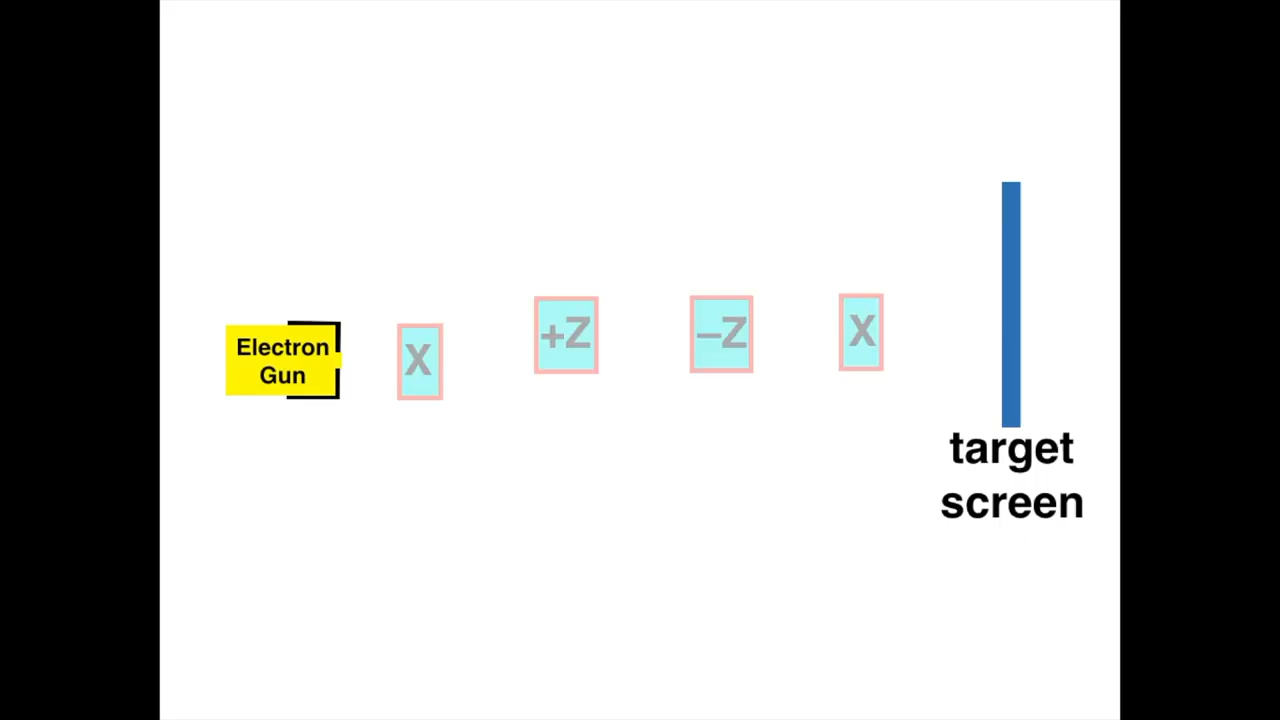 Electron
Gun
X
+Z
–Z
X
target
screen